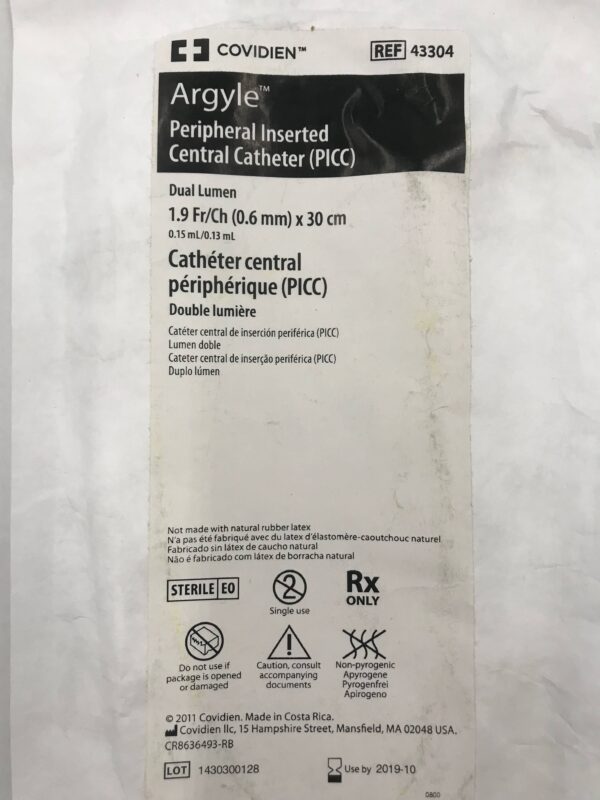 COVIDIEN™
REF 43304
Argyle™
Peripheral Inserted
Central Catheter (PICC)
Dual Lumen
1.9 Fr/Ch (0.6 mm) x 30 cm
0.15 mL/0.13 mL
Cathéter central
périphérique (PICC)
Double lumière
Catéter central de inserción periférica (PICC)
Lumen doble
Cateter central de inserção periférica (PICC)
Duplo lúmen
Not made with natural rubber latex
N'a pas été fabriqué avec du latex d'élastomère-caoutchouc naturel
Fabricado sin látex de caucho natural
Não é fabricado com látex de borracha natural
STERILE EO
2
Single use
Rx
ONLY
Do not use if
package is opened
or damaged
Caution, consult
accompanying
documents
Non-pyrogenic
Apyrogene
Pyrogenfrei
Apirogeno
© 2011 Covidien. Made in Costa Rica.
Covidien llc, 15 Hampshire Street, Mansfield, MA 02048 USA.
CR8636493-RB
LOT 1430300128
Use by 2019-10
0800